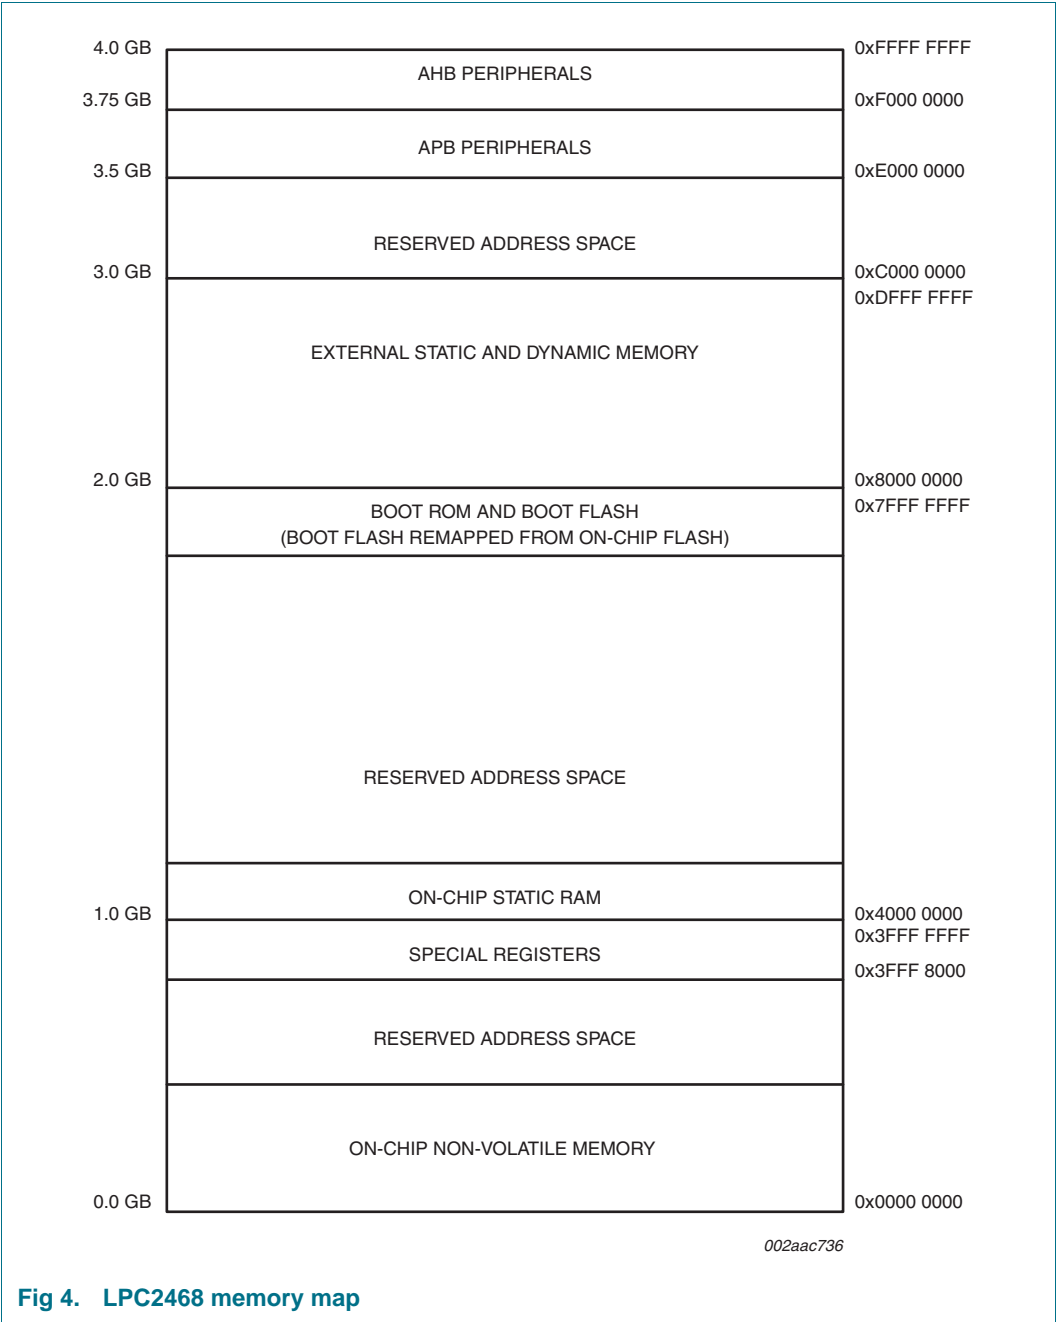 4.0 GB 0xFFFF FFFF
AHB PERIPHERALS
3.75 GB 0xF000 0000
APB PERIPHERALS
3.5 GB 0xE000 0000
RESERVED ADDRESS SPACE
3.0 GB 0xC000 0000
0xDFFF FFFF
EXTERNAL STATIC AND DYNAMIC MEMORY
2.0 GB 0x8000 0000
0x7FFF FFFF
BOOT ROM AND BOOT FLASH
(BOOT FLASH REMAPPED FROM ON-CHIP FLASH)
RESERVED ADDRESS SPACE
ON-CHIP STATIC RAM
1.0 GB 0x4000 0000
0x3FFF FFFF
SPECIAL REGISTERS
0x3FFF 8000
RESERVED ADDRESS SPACE
ON-CHIP NON-VOLATILE MEMORY
0.0 GB 0x0000 0000
002aac736
Fig 4. LPC2468 memory map